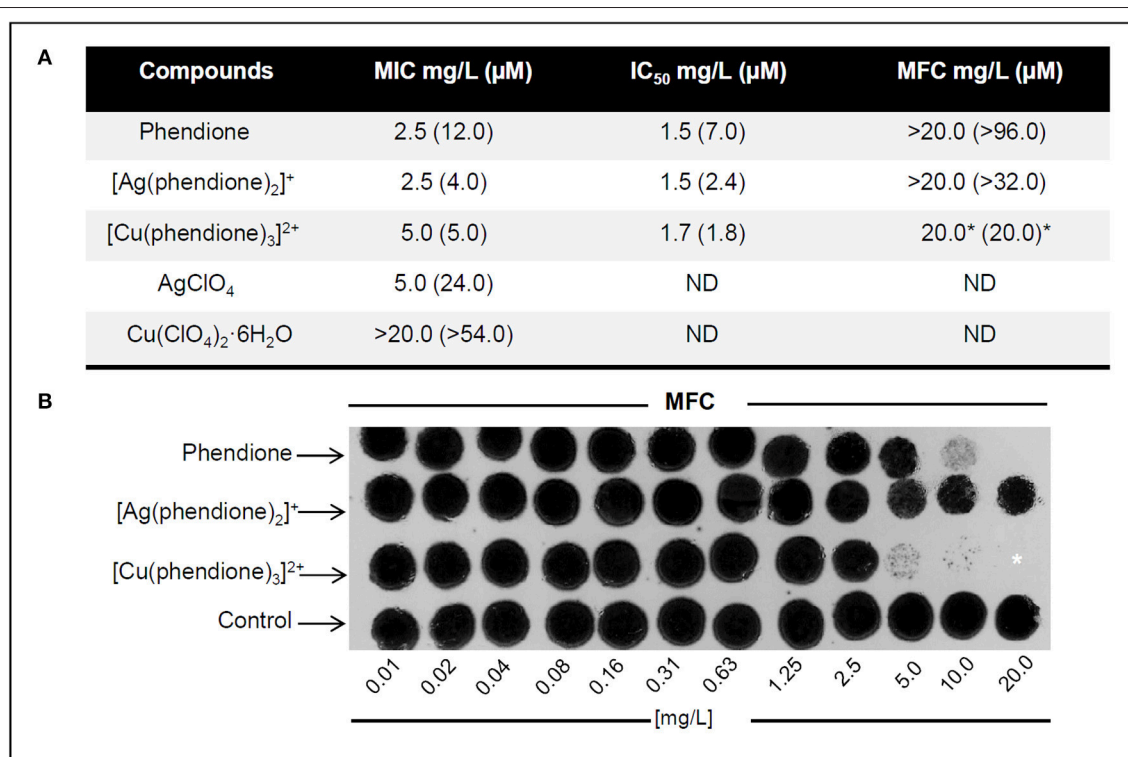 A
Compounds MIC mg/L (µM) IC₅₀ mg/L (µM) MFC mg/L (µM)
Phendione 2.5 (12.0) 1.5 (7.0) >20.0 (>96.0)
[Ag(phendione)₂]⁺ 2.5 (4.0) 1.5 (2.4) >20.0 (>32.0)
[Cu(phendione)₃]²⁺ 5.0 (5.0) 1.7 (1.8) 20.0* (20.0)*
AgClO₄ 5.0 (24.0) ND ND
Cu(ClO₄)₂·6H₂O >20.0 (>54.0) ND ND
B
MFC
Phendione
[Ag(phendione)₂]⁺
[Cu(phendione)₃]²⁺ *
Control
0.01 0.02 0.04 0.08 0.16 0.31 0.63 1.25 2.5 5.0 10.0 20.0
[mg/L]